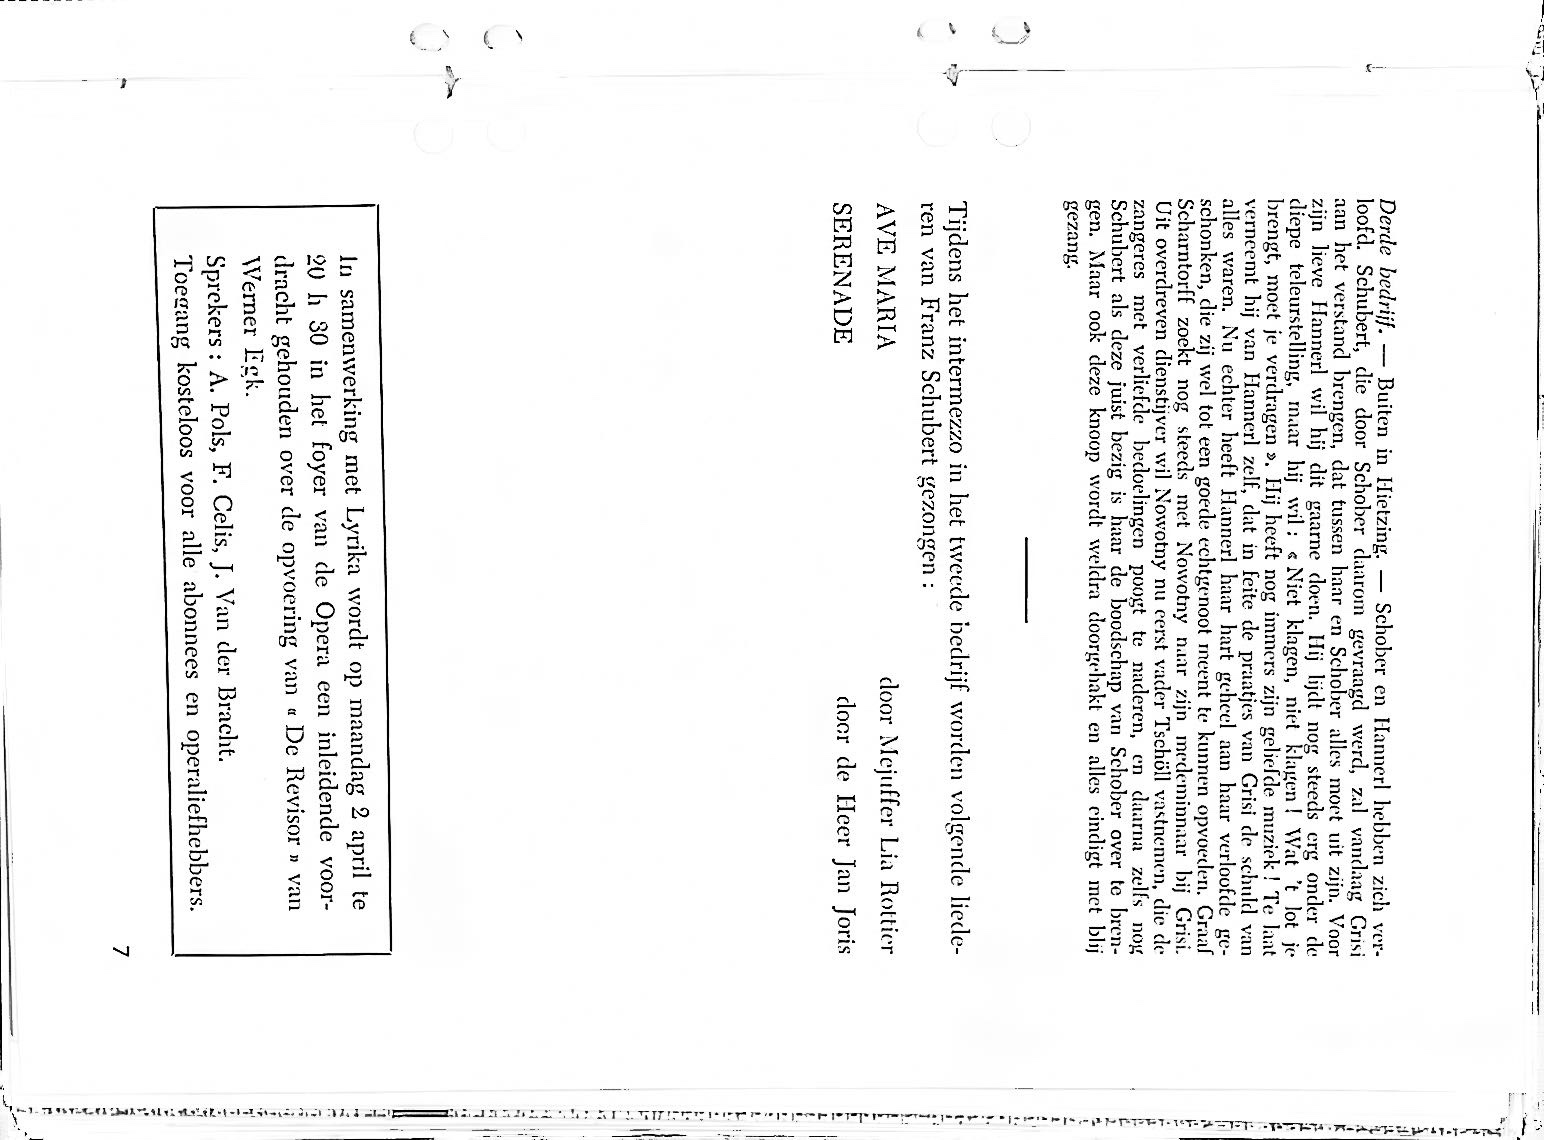 Derde bedrijf. — Buiten in Hietzing. — Schober en Hannerl hebben zich ver-
loofd. Schubert, die door Schober daarom gevraagd werd, zal vandaag Grisi
aan het verstand brengen, dat tussen haar en Schober alles moet uit zijn. Voor
zijn lieve Hannerl wil hij dit gaarne doen. Hij lijdt nog steeds erg onder de
diepe teleurstelling, maar hij wil : « Niet klagen, niet klagen ! Wat 't lot je
brengt, moet je verdragen ». Hij heeft nog immers zijn geliefde muziek ! Te laat
verneemt hij van Hannerl zelf, dat in feite de praatjes van Grisi de schuld van
alles waren. Nu echter heeft Hannerl haar hart geheel aan haar verloofde ge-
schonken, die zij wel tot een goede echtgenoot meent te kunnen opvoeden. Graaf
Scharntorff zoekt nog steeds met Nowotny naar zijn medeminnaar bij Grisi.
Uit overdreven dienstijver wil Nowotny nu eerst vader Tschöll vastnemen, die de
zangeres met verliefde bedoelingen poogt te naderen, en daarna zelfs nog
Schubert als deze juist bezig is haar de boodschap van Schober over te bren-
gen. Maar ook deze knoop wordt weldra doorgehakt en alles eindigt met blij
gezang.
Tijdens het intermezzo in het tweede bedrijf worden volgende liede-
ren van Franz Schubert gezongen :
AVE MARIA door Mejuffer Lia Rottier
SERENADE door de Heer Jan Joris
In samenwerking met Lyrika wordt op maandag 2 april te
20 h 30 in het foyer van de Opera een inleidende voor-
dracht gehouden over de opvoering van « De Revisor » van
Werner Egk.
Sprekers : A. Pols, F. Celis, J. Van der Bracht.
Toegang kosteloos voor alle abonnees en operaliefhebbers.
7